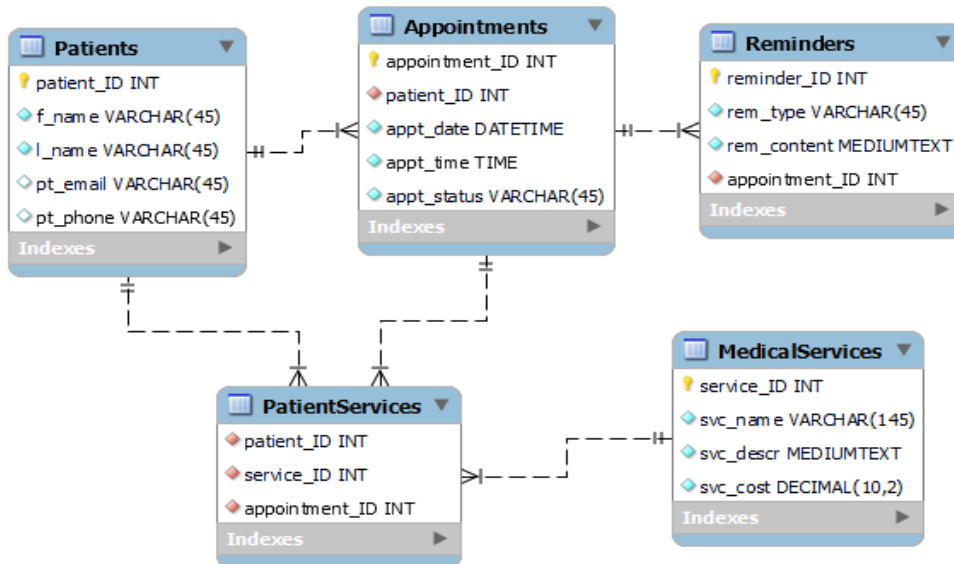 Patients
patient_ID INT
f_name VARCHAR(45)
l_name VARCHAR(45)
pt_email VARCHAR(45)
pt_phone VARCHAR(45)
Indexes
Appointments
appointment_ID INT
patient_ID INT
appt_date DATETIME
appt_time TIME
appt_status VARCHAR(45)
Indexes
Reminders
reminder_ID INT
rem_type VARCHAR(45)
rem_content MEDIUMTEXT
appointment_ID INT
Indexes
PatientServices
patient_ID INT
service_ID INT
appointment_ID INT
Indexes
MedicalServices
service_ID INT
svc_name VARCHAR(145)
svc_descr MEDIUMTEXT
svc_cost DECIMAL(10,2)
Indexes